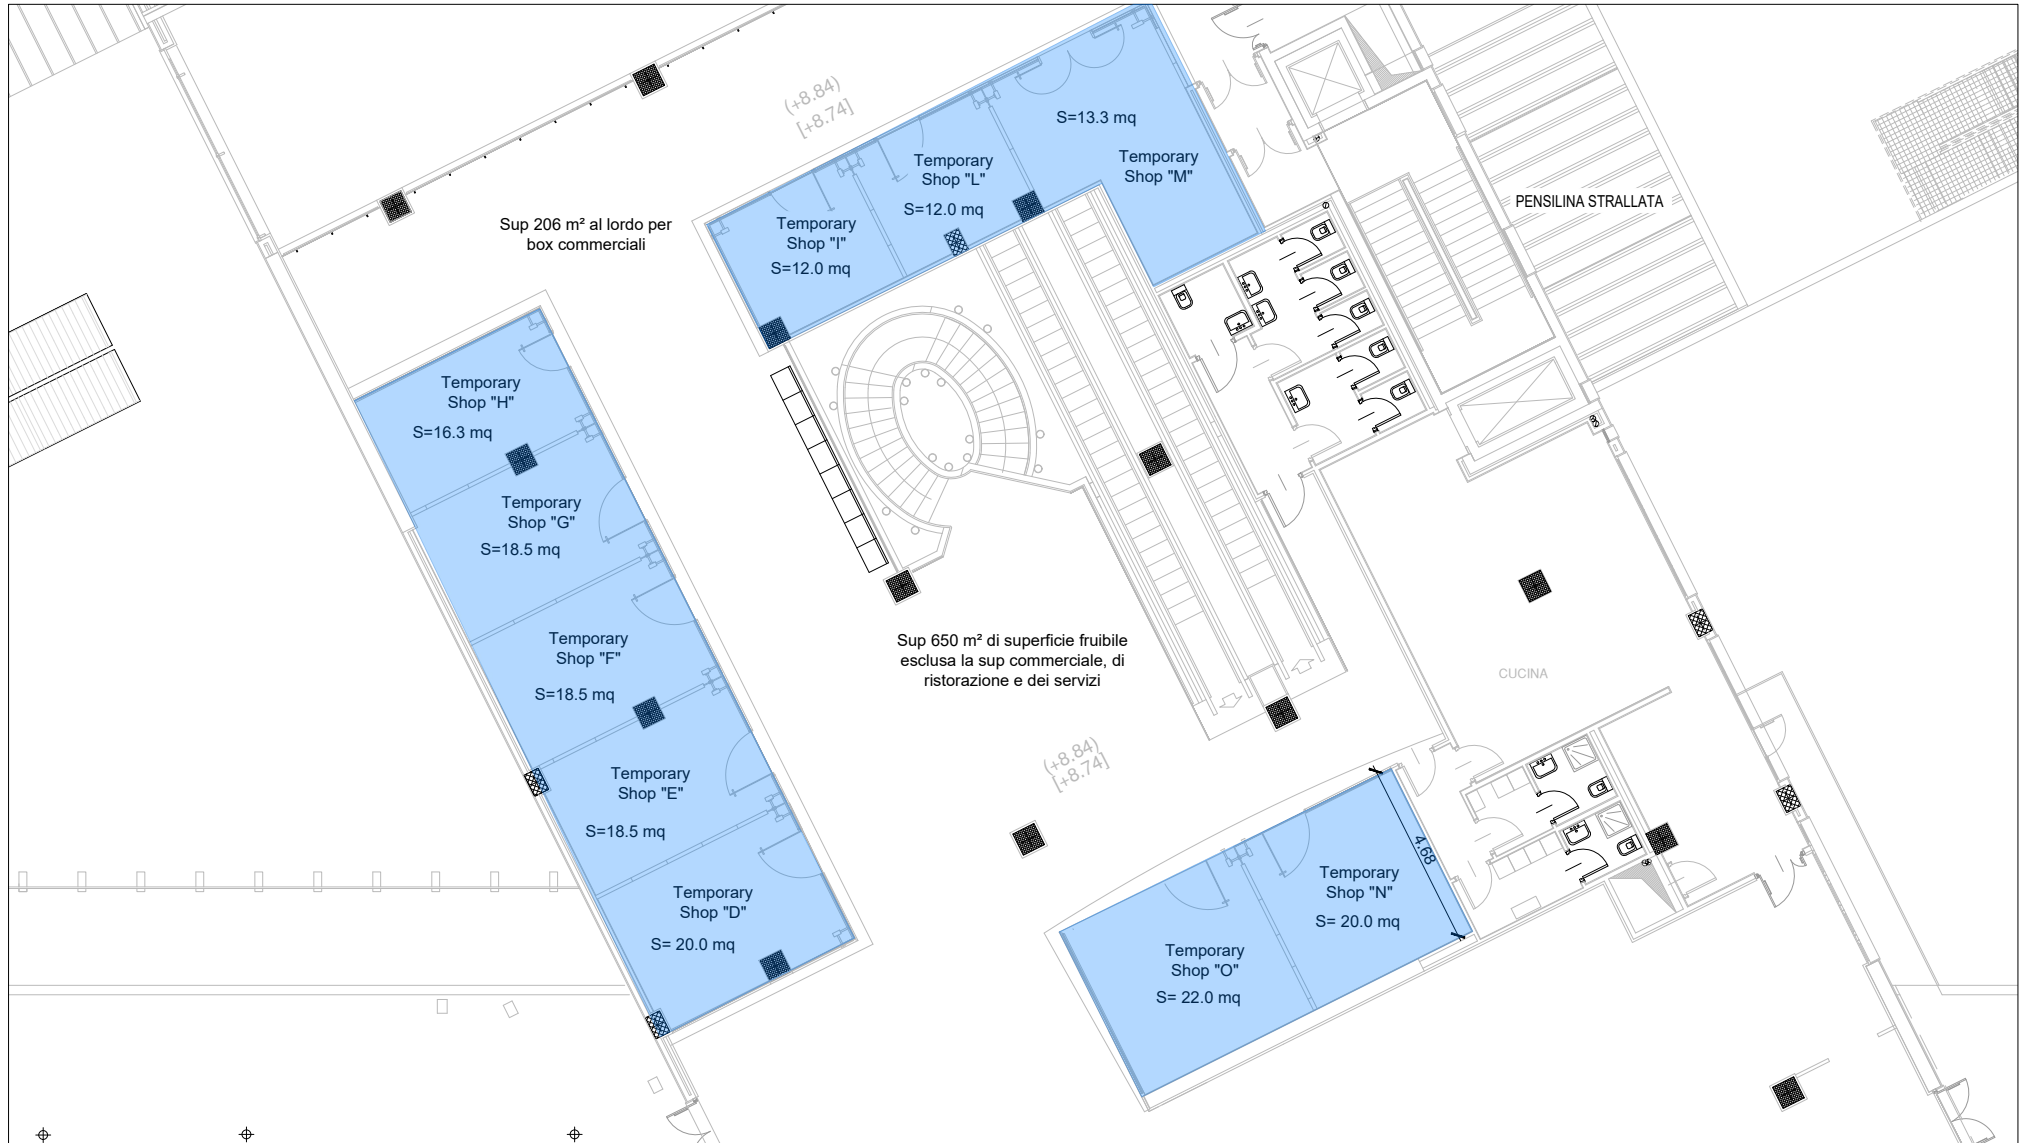 (+8.84)
[+8.74]
S=13.3 mq
Temporary
Shop "M"
Temporary
Shop "L"
S=12.0 mq
Temporary
Shop "I"
S=12.0 mq
PENSILINA STRALLATA
Sup 206 m² al lordo per
box commerciali
Temporary
Shop "H"
S=16.3 mq
Temporary
Shop "G"
S=18.5 mq
Temporary
Shop "F"
S=18.5 mq
Sup 650 m² di superficie fruibile
esclusa la sup commerciale, di
ristorazione e dei servizi
CUCINA
(+8.84)
[+8.74]
Temporary
Shop "E"
S=18.5 mq
Temporary
Shop "D"
S= 20.0 mq
4.68
Temporary
Shop "N"
S= 20.0 mq
Temporary
Shop "O"
S= 22.0 mq